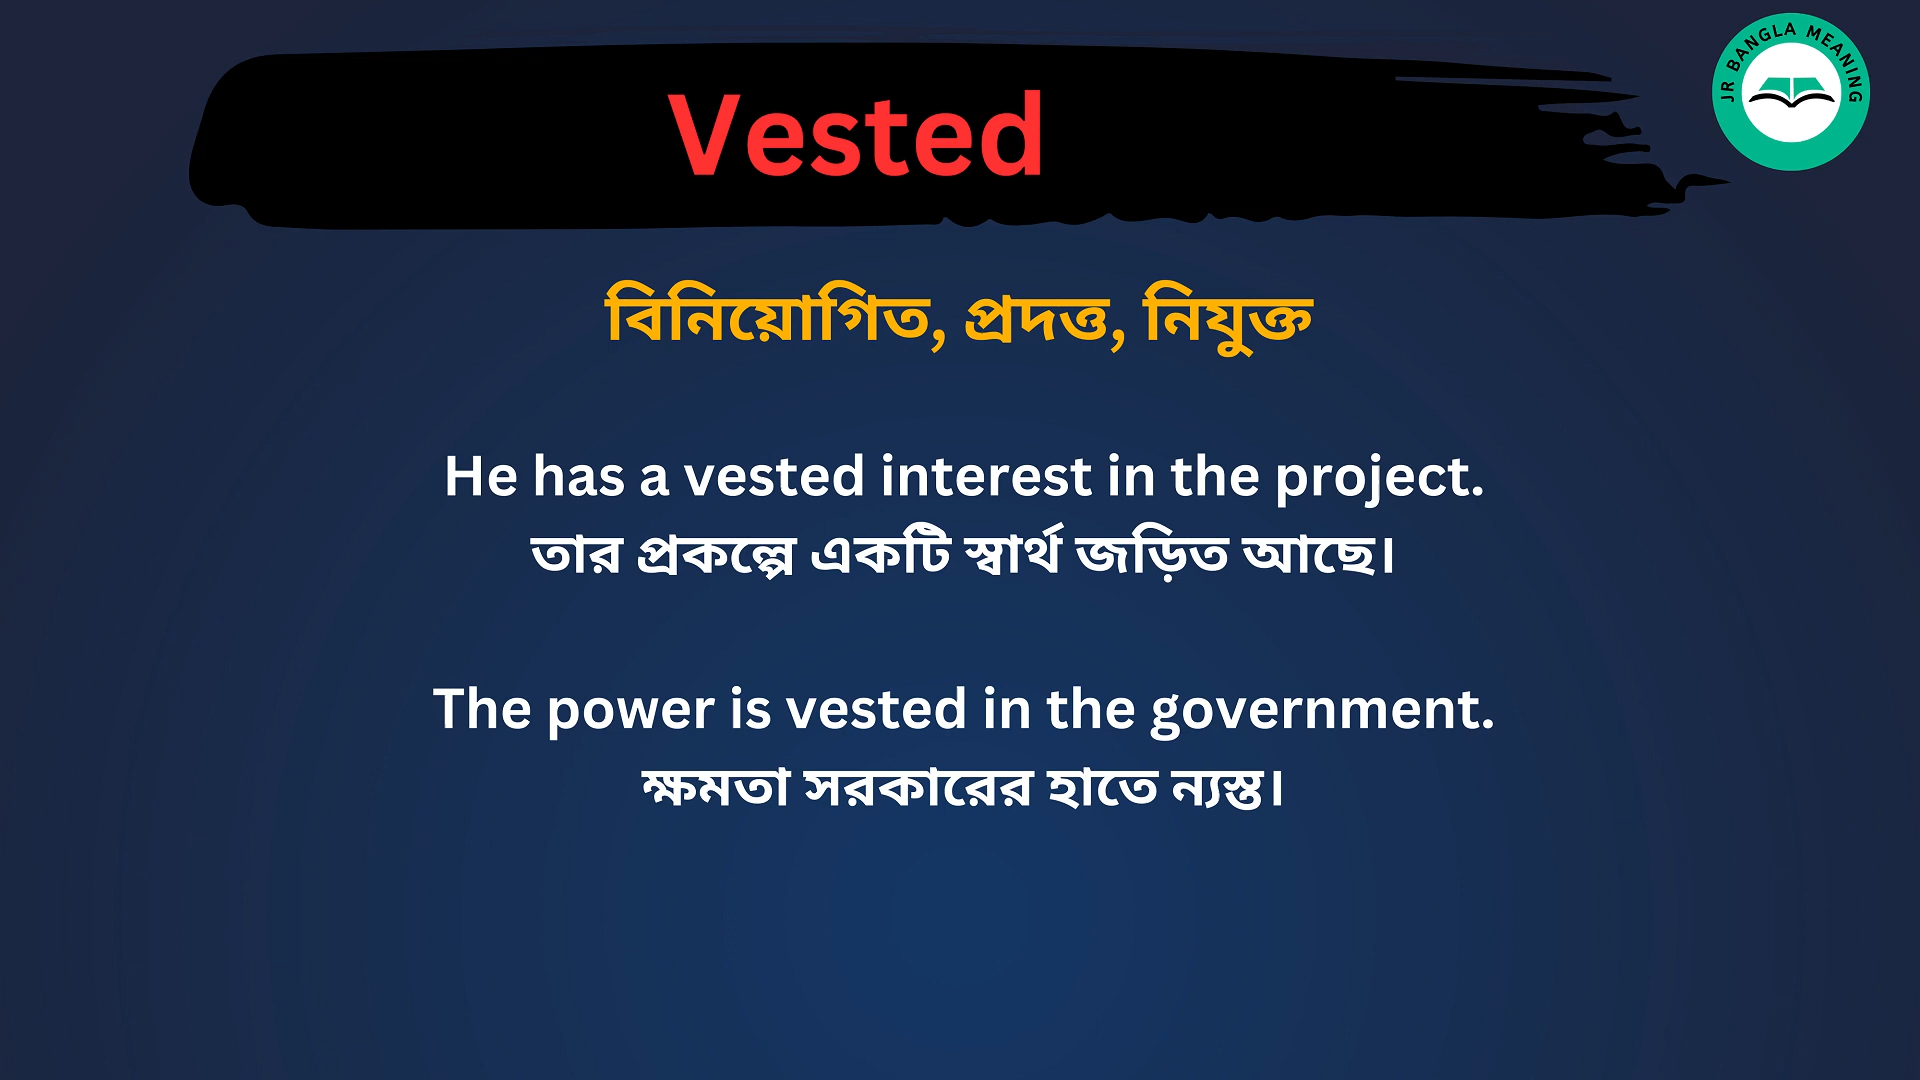 Vested
JR BANGLA MEANING
বিনিয়োগিত, প্রদত্ত, নিযুক্ত
He has a vested interest in the project.
তার প্রকল্পে একটি স্বার্থ জড়িত আছে।
The power is vested in the government.
ক্ষমতা সরকারের হাতে ন্যস্ত।